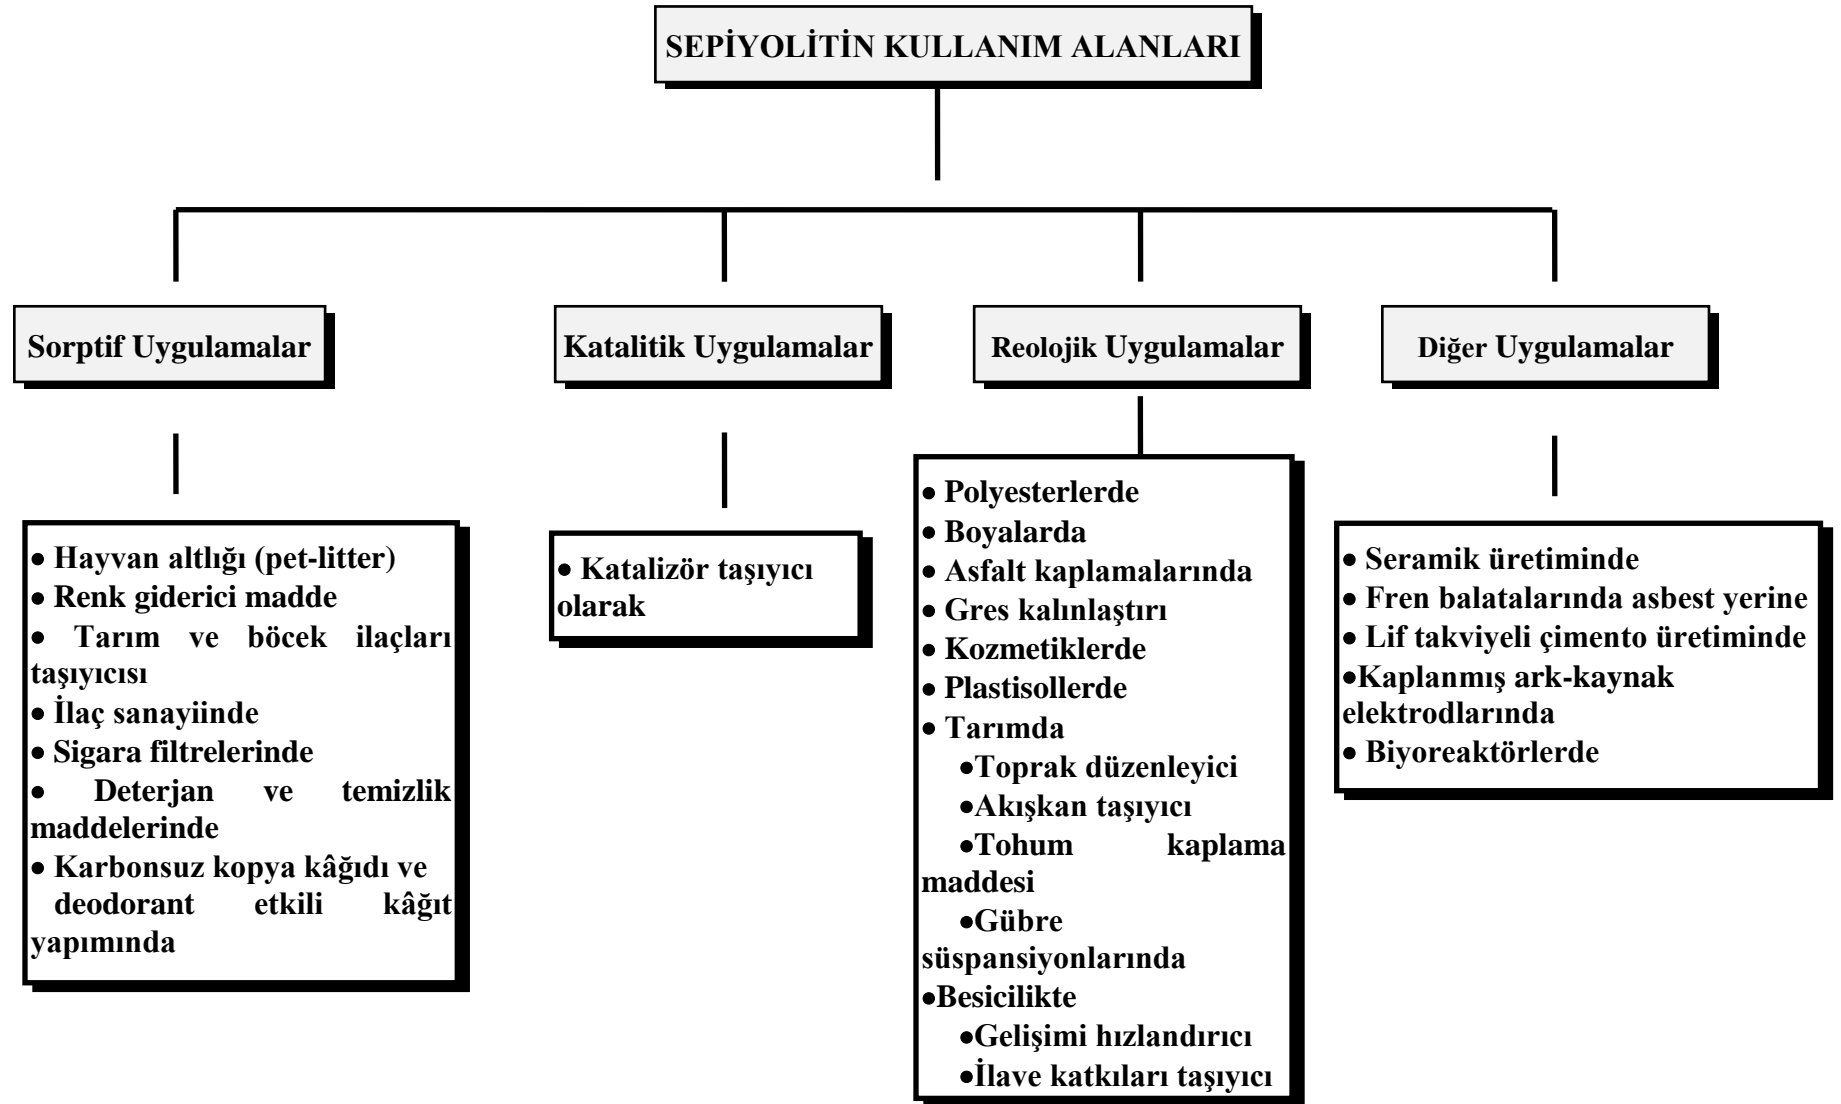 SEPİYOLİTİN KULLANIM ALANLARI
Sorptif Uygulamalar
• Hayvan altlığı (pet-litter)
• Renk giderici madde
• Tarım ve böcek ilaçları
taşıyıcısı
• İlaç sanayiinde
• Sigara filtrelerinde
• Deterjan ve temizlik
maddelerinde
• Karbonsuz kopya kâğıdı ve
deodorant etkili kâğıt
yapımında
Katalitik Uygulamalar
• Katalizör taşıyıcı
olarak
Reolojik Uygulamalar
• Polyesterlerde
• Boyalarda
• Asfalt kaplamalarında
• Gres kalınlaştırı
• Kozmetiklerde
• Plastisollerde
• Tarımda
•Toprak düzenleyici
•Akışkan taşıyıcı
•Tohum kaplama
maddesi
•Gübre
süspansiyonlarında
•Besicilikte
•Gelişimi hızlandırıcı
•İlave katkıları taşıyıcı
Diğer Uygulamalar
• Seramik üretiminde
• Fren balatalarında asbest yerine
• Lif takviyeli çimento üretiminde
•Kaplanmış ark-kaynak
elektrodlarında
• Biyoreaktörlerde